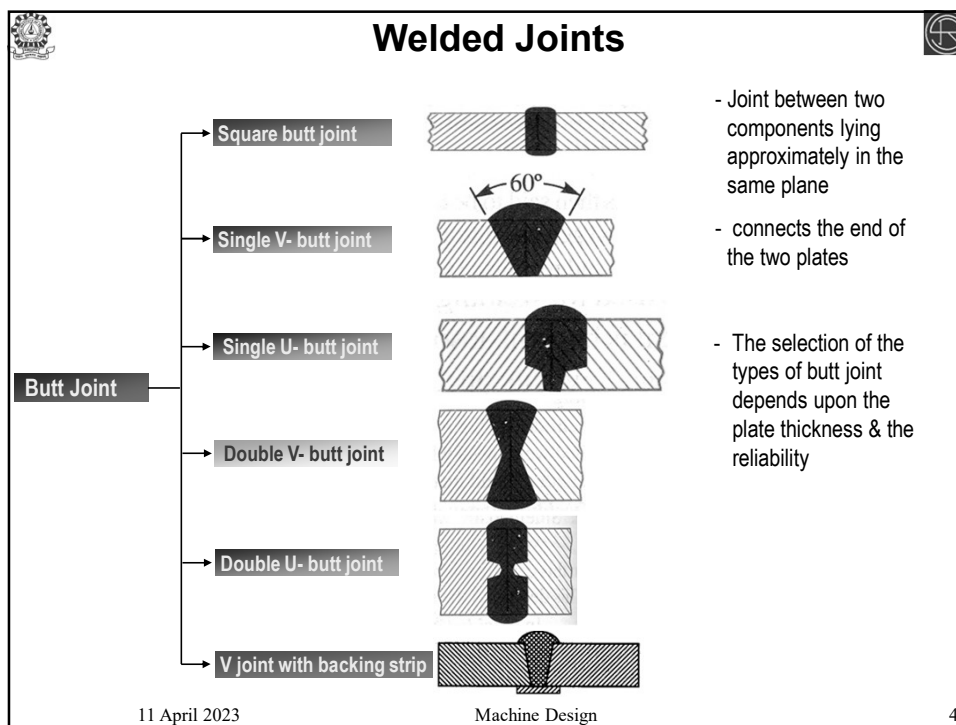 Welded Joints
Square butt joint
60º
Single V- butt joint
Single U- butt joint
Butt Joint
Double V- butt joint
Double U- butt joint
V joint with backing strip
- Joint between two
components lying
approximately in the
same plane
- connects the end of
the two plates
- The selection of the
types of butt joint
depends upon the
plate thickness & the
reliability
11 April 2023
Machine Design
4